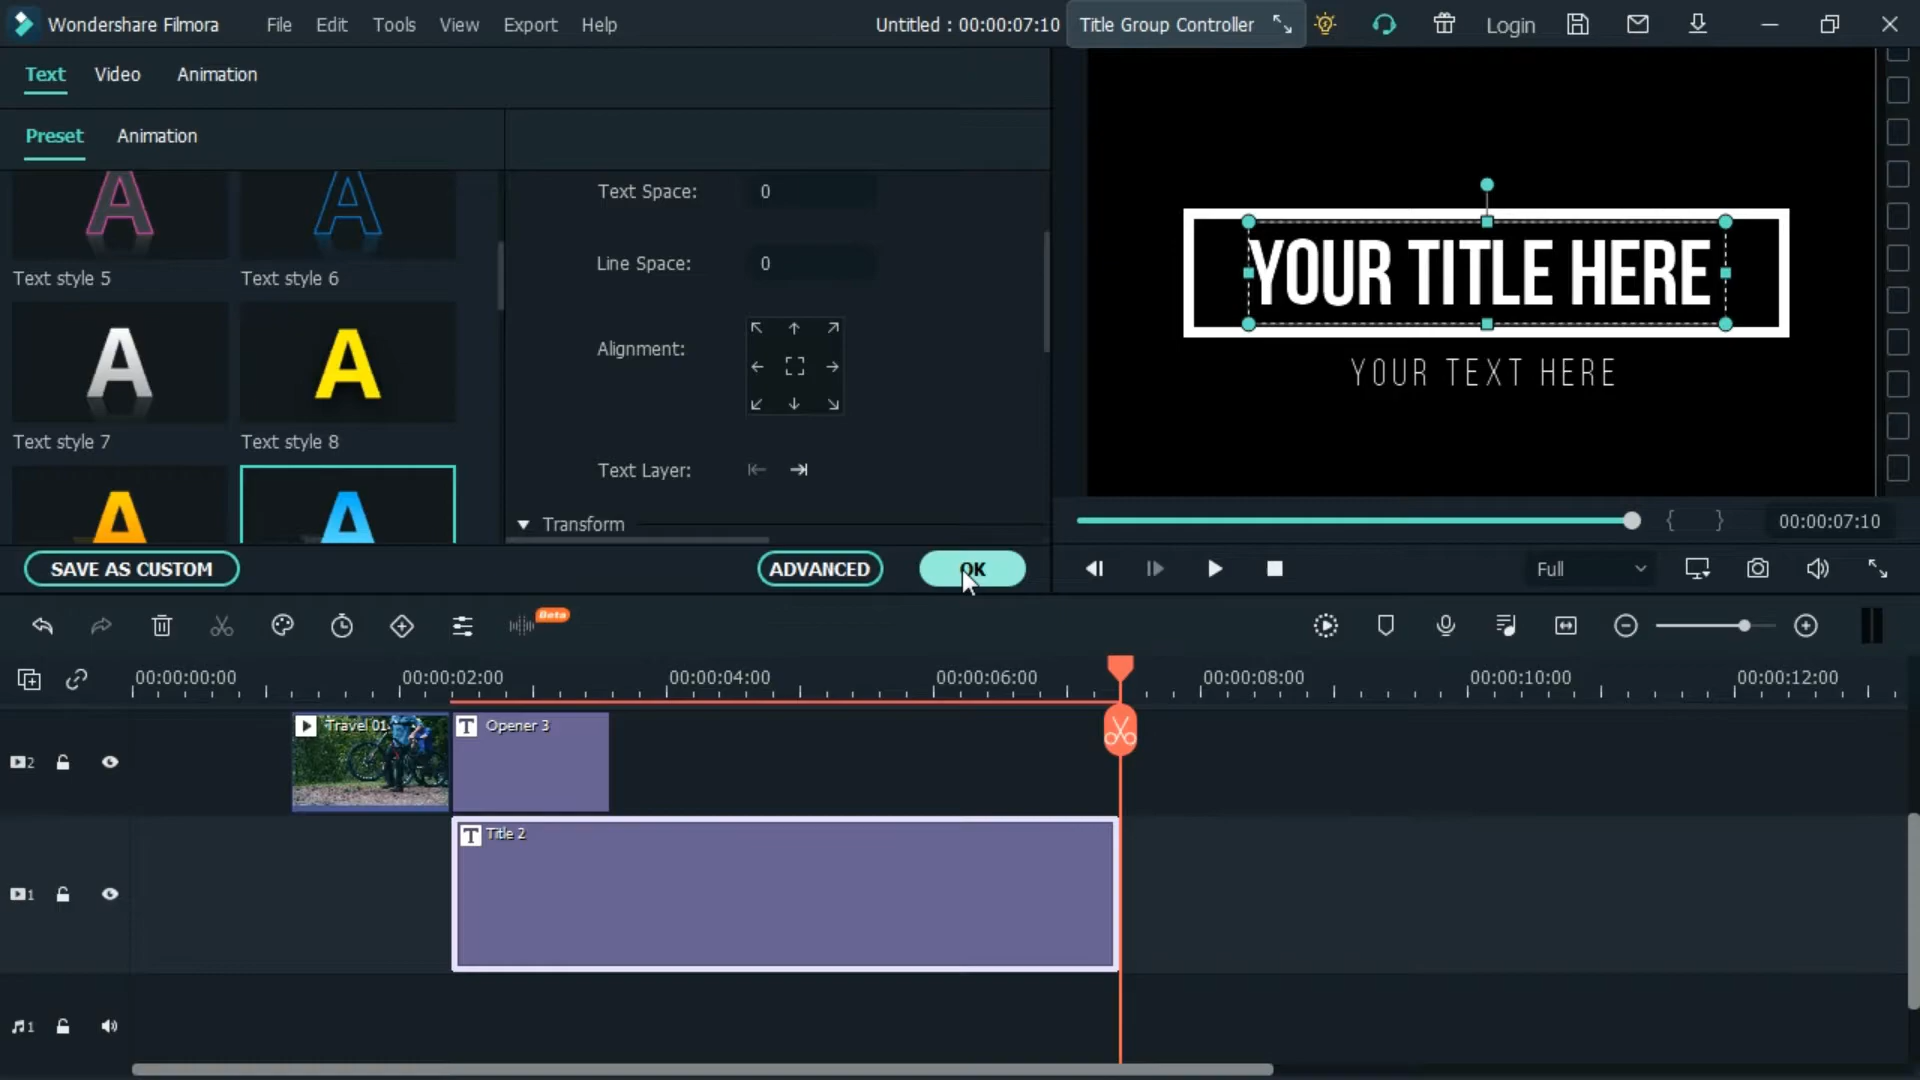 Wondershare Filmora File Edit Tools View Export Help Untitled : 00:00:07:10 Title Group Controller Login
Text Video Animation
Preset Animation
Text Space: 0
Text style 5 Text style 6
Line Space: 0
Alignment:
Text style 7 Text style 8
Text Layer:
Transform
SAVE AS CUSTOM ADVANCED OK
YOUR TITLE HERE
YOUR TEXT HERE
{ } 00:00:07:10
Full
Beta
00:00:00:00 00:00:02:00 00:00:04:00 00:00:06:00 00:00:08:00 00:00:10:00 00:00:12:00
2 Travel 01 T Opener 3
1 T Title 2
1